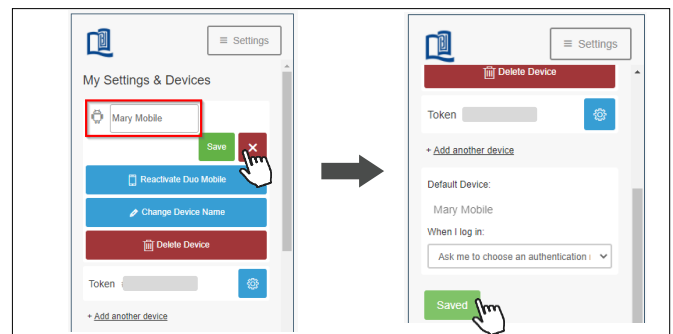 ≡ Settings
My Settings & Devices
Mary Mobile
Save ×
Reactivate Duo Mobile
Change Device Name
Delete Device
Token
+ Add another device
≡ Settings
Delete Device
Token
+ Add another device
Default Device:
Mary Mobile
When I log in:
Ask me to choose an authentication
Saved